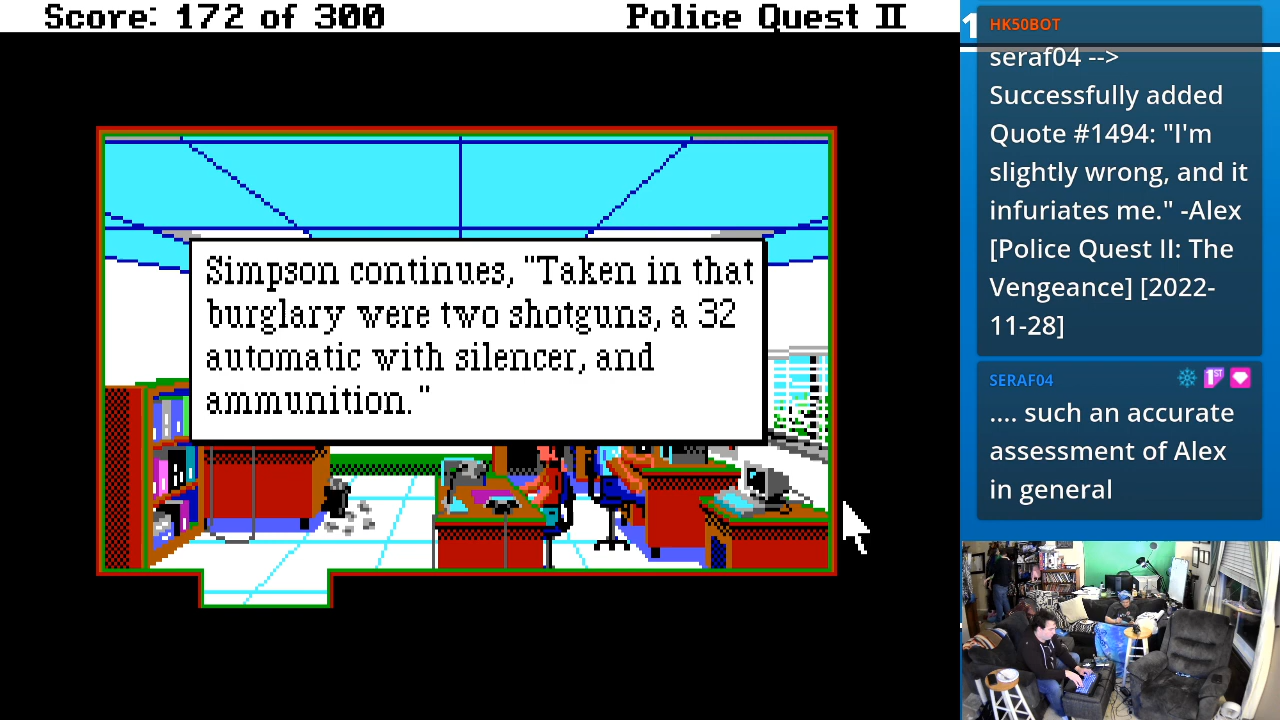 Score: 172 of 300
Police Quest II
Simpson continues, "Taken in that
burglary were two shotguns, a 32
automatic with silencer, and
ammunition."
1
HK50BOT
seraf04 -->
Successfully added
Quote #1494: "I'm
slightly wrong, and it
infuriates me." -Alex
[Police Quest II: The
Vengeance] [2022-
11-28]
SERAF04
1ST
.... such an accurate
assessment of Alex
in general